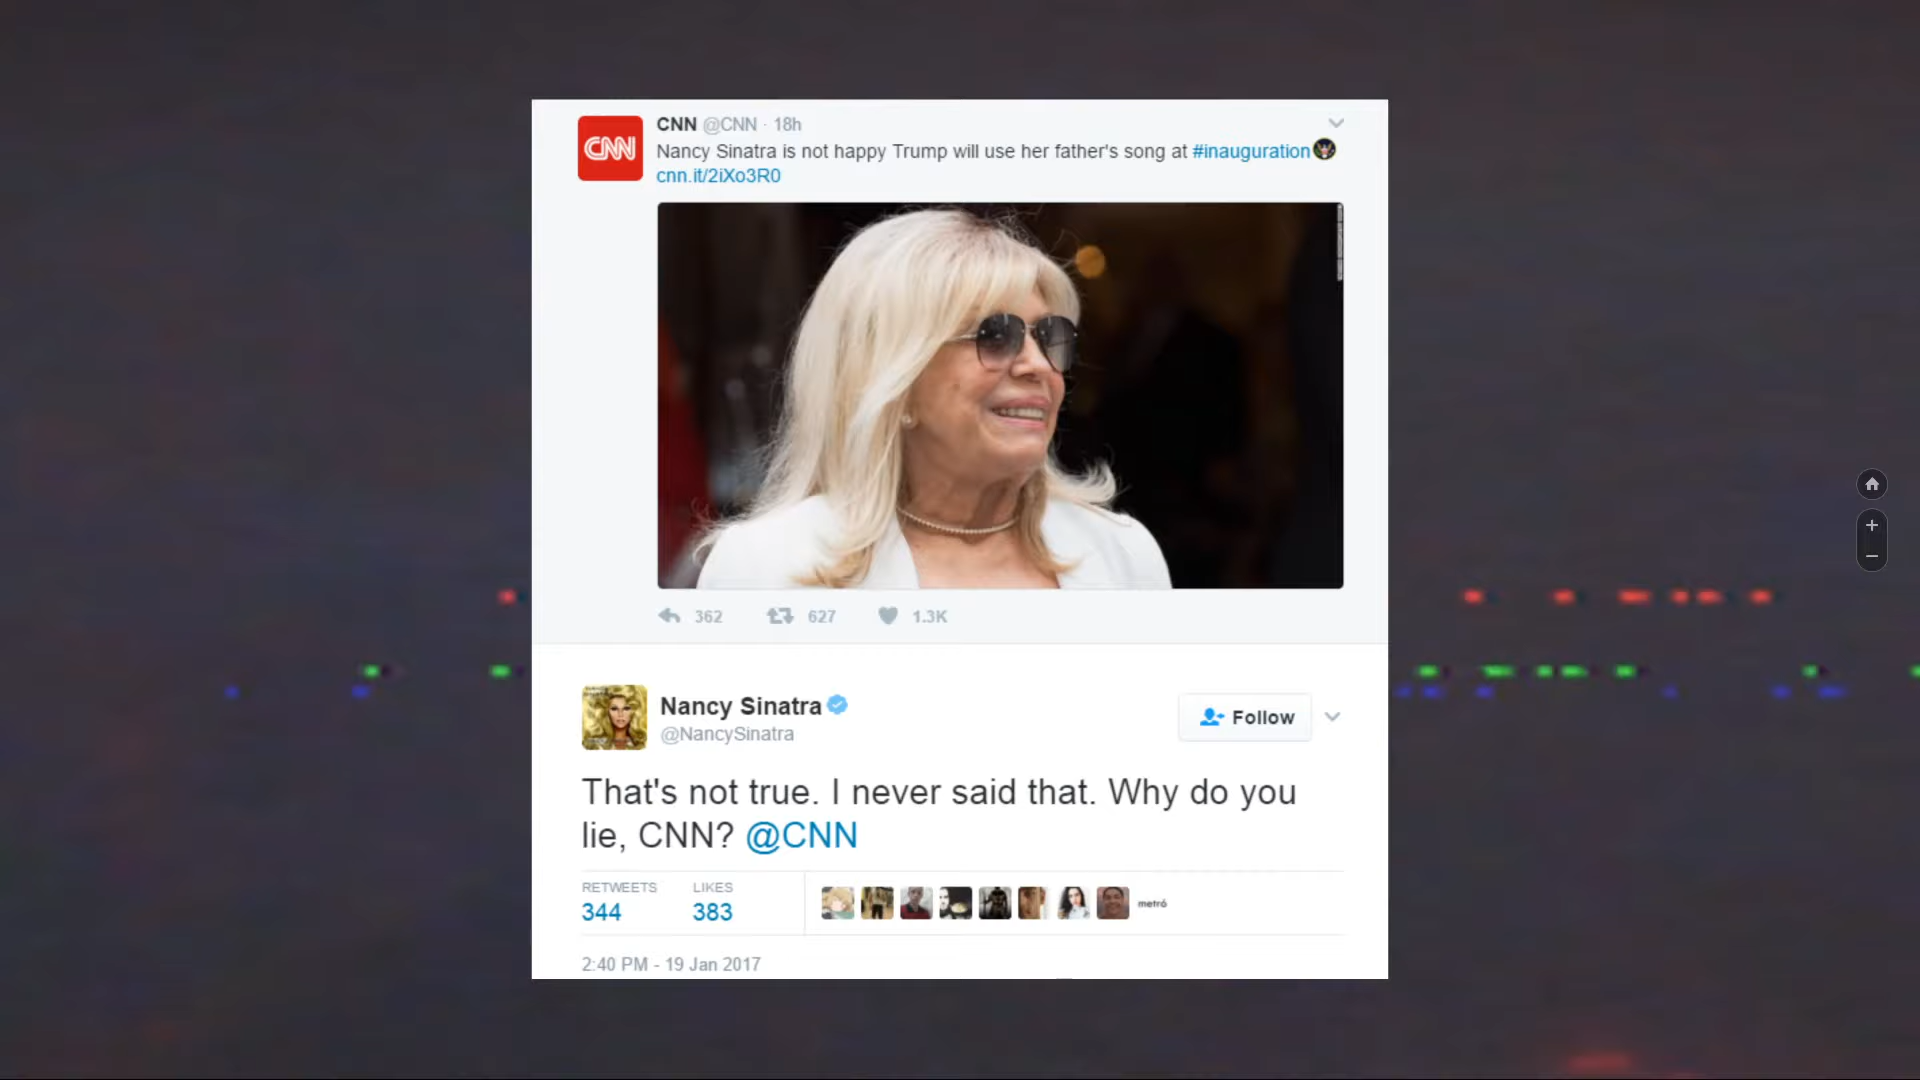 CNN
CNN @CNN · 18h
Nancy Sinatra is not happy Trump will use her father's song at #inauguration
cnn.it/2iXo3R0
362 627 1.3K
Nancy Sinatra
@NancySinatra
Follow
That's not true. I never said that. Why do you
lie, CNN? @CNN
RETWEETS LIKES
344 383
metró
2:40 PM - 19 Jan 2017